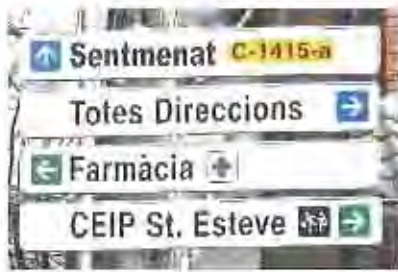 Sentmenat C-1415-a
Totes Direccions
Farmàcia
CEIP St. Esteve